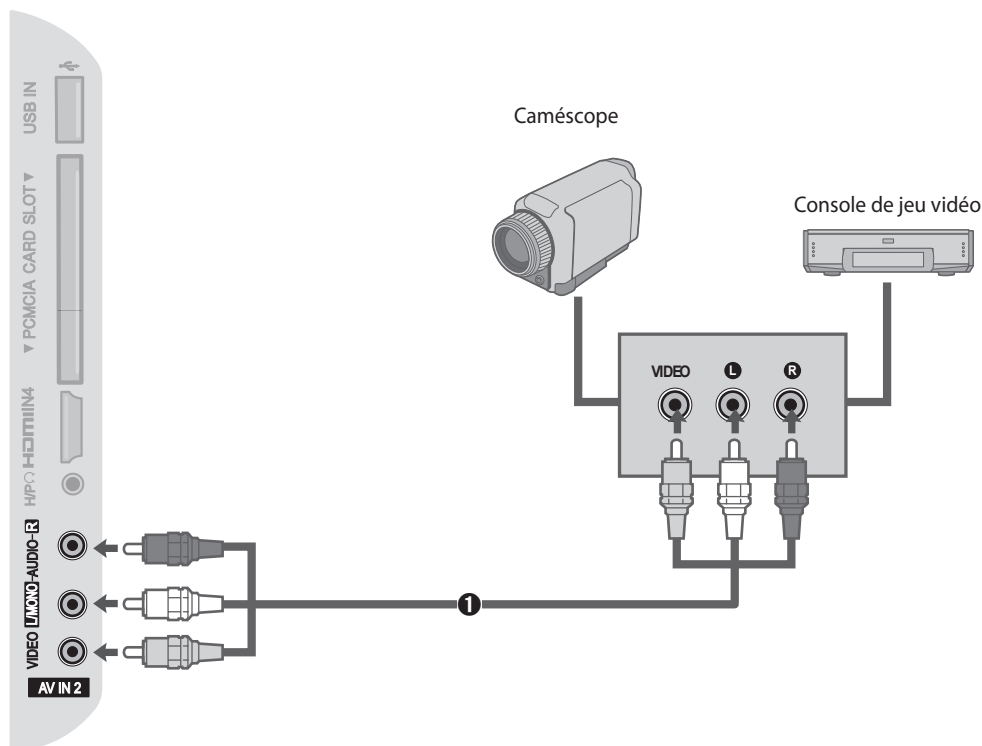 USB IN
▼ PCMCIA CARD SLOT ▼
HDMI IN4
H/P
VIDEO L/MONO-AUDIO-R
AV IN 2
Caméscope
Console de jeu vidéo
VIDEO L R
1